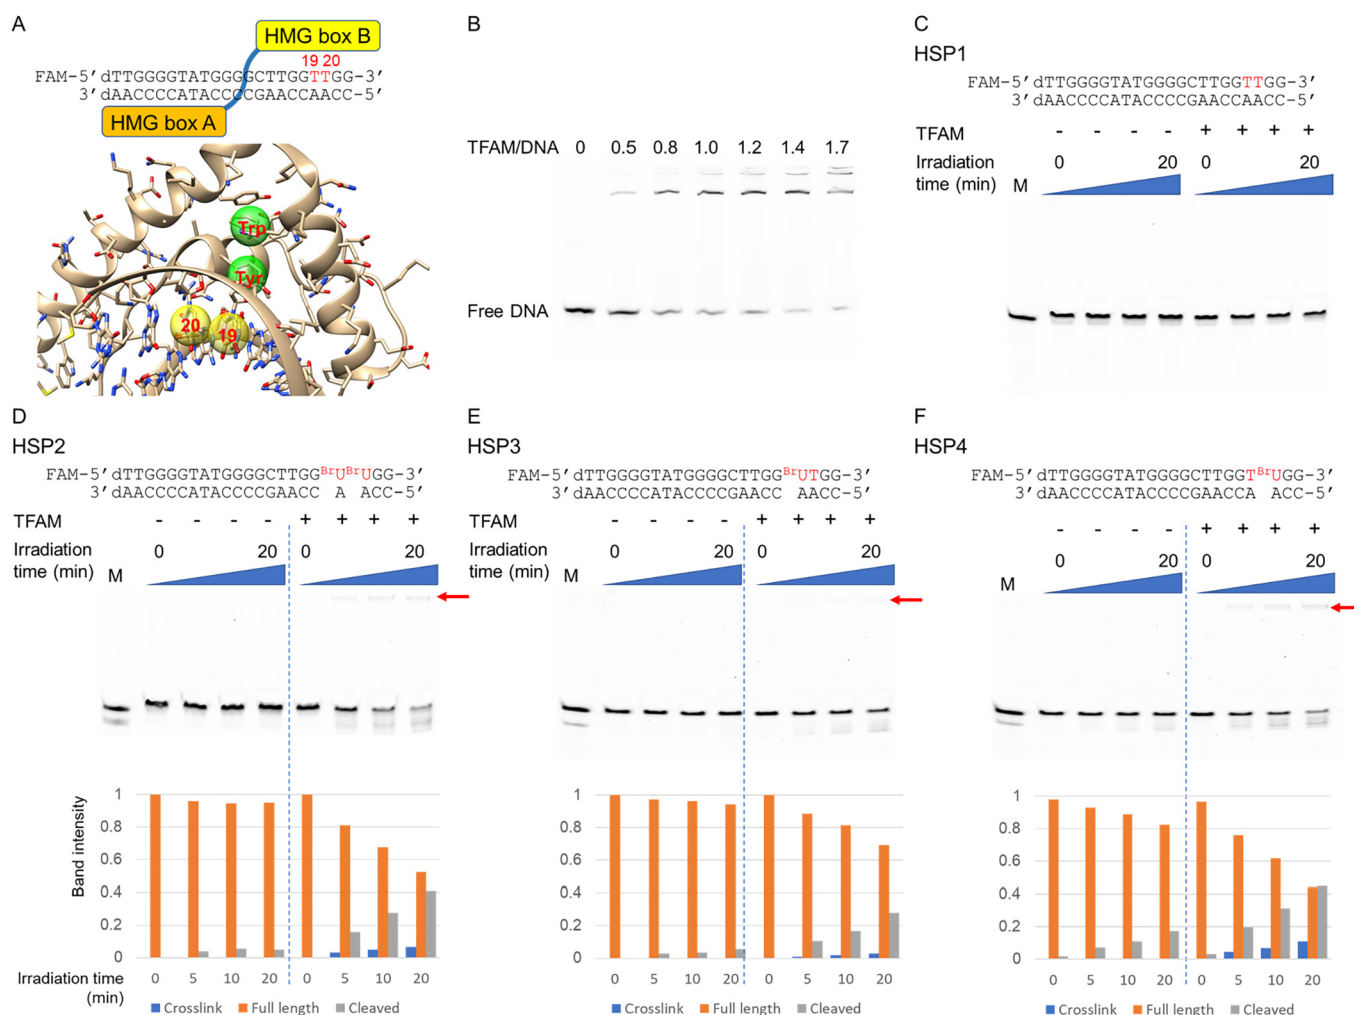 A
HMG box B
19 20
FAM-5′dTTGGGGTATGGGGCTTGGTTGG-3′
3′dAACCCCATACCCCGAACCAACC-5′
HMG box A
Trp
Tyr
20
19
B
TFAM/DNA 0 0.5 0.8 1.0 1.2 1.4 1.7
Free DNA
C
HSP1
FAM-5′dTTGGGGTATGGGGCTTGGTTGG-3′
3′dAACCCCATACCCCGAACCAACC-5′
TFAM - - - - + + + +
Irradiation 0 20 0 20
time (min) M
D
HSP2
FAM-5′dTTGGGGTATGGGGCTTGGBrUBrUGG-3′
3′dAACCCCATACCCCGAACC A ACC-5′
TFAM - - - - + + + +
Irradiation 0 20 0 20
time (min) M
Band intensity
1
0.8
0.6
0.4
0.2
0
Irradiation time 0 5 10 20 0 5 10 20
(min)
Crosslink Full length Cleaved
E
HSP3
FAM-5′dTTGGGGTATGGGGCTTGGBrUTGG-3′
3′dAACCCCATACCCCGAACC AACC-5′
TFAM - - - - + + + +
Irradiation 0 20 0 20
time (min) M
1
0.8
0.6
0.4
0.2
0
0 5 10 20 0 5 10 20
Crosslink Full length Cleaved
F
HSP4
FAM-5′dTTGGGGTATGGGGCTTGGTBrUGG-3′
3′dAACCCCATACCCCGAACCA ACC-5′
TFAM - - - - + + + +
Irradiation 0 20 0 20
time (min) M
1
0.8
0.6
0.4
0.2
0
0 5 10 20 0 5 10 20
Crosslink Full length Cleaved